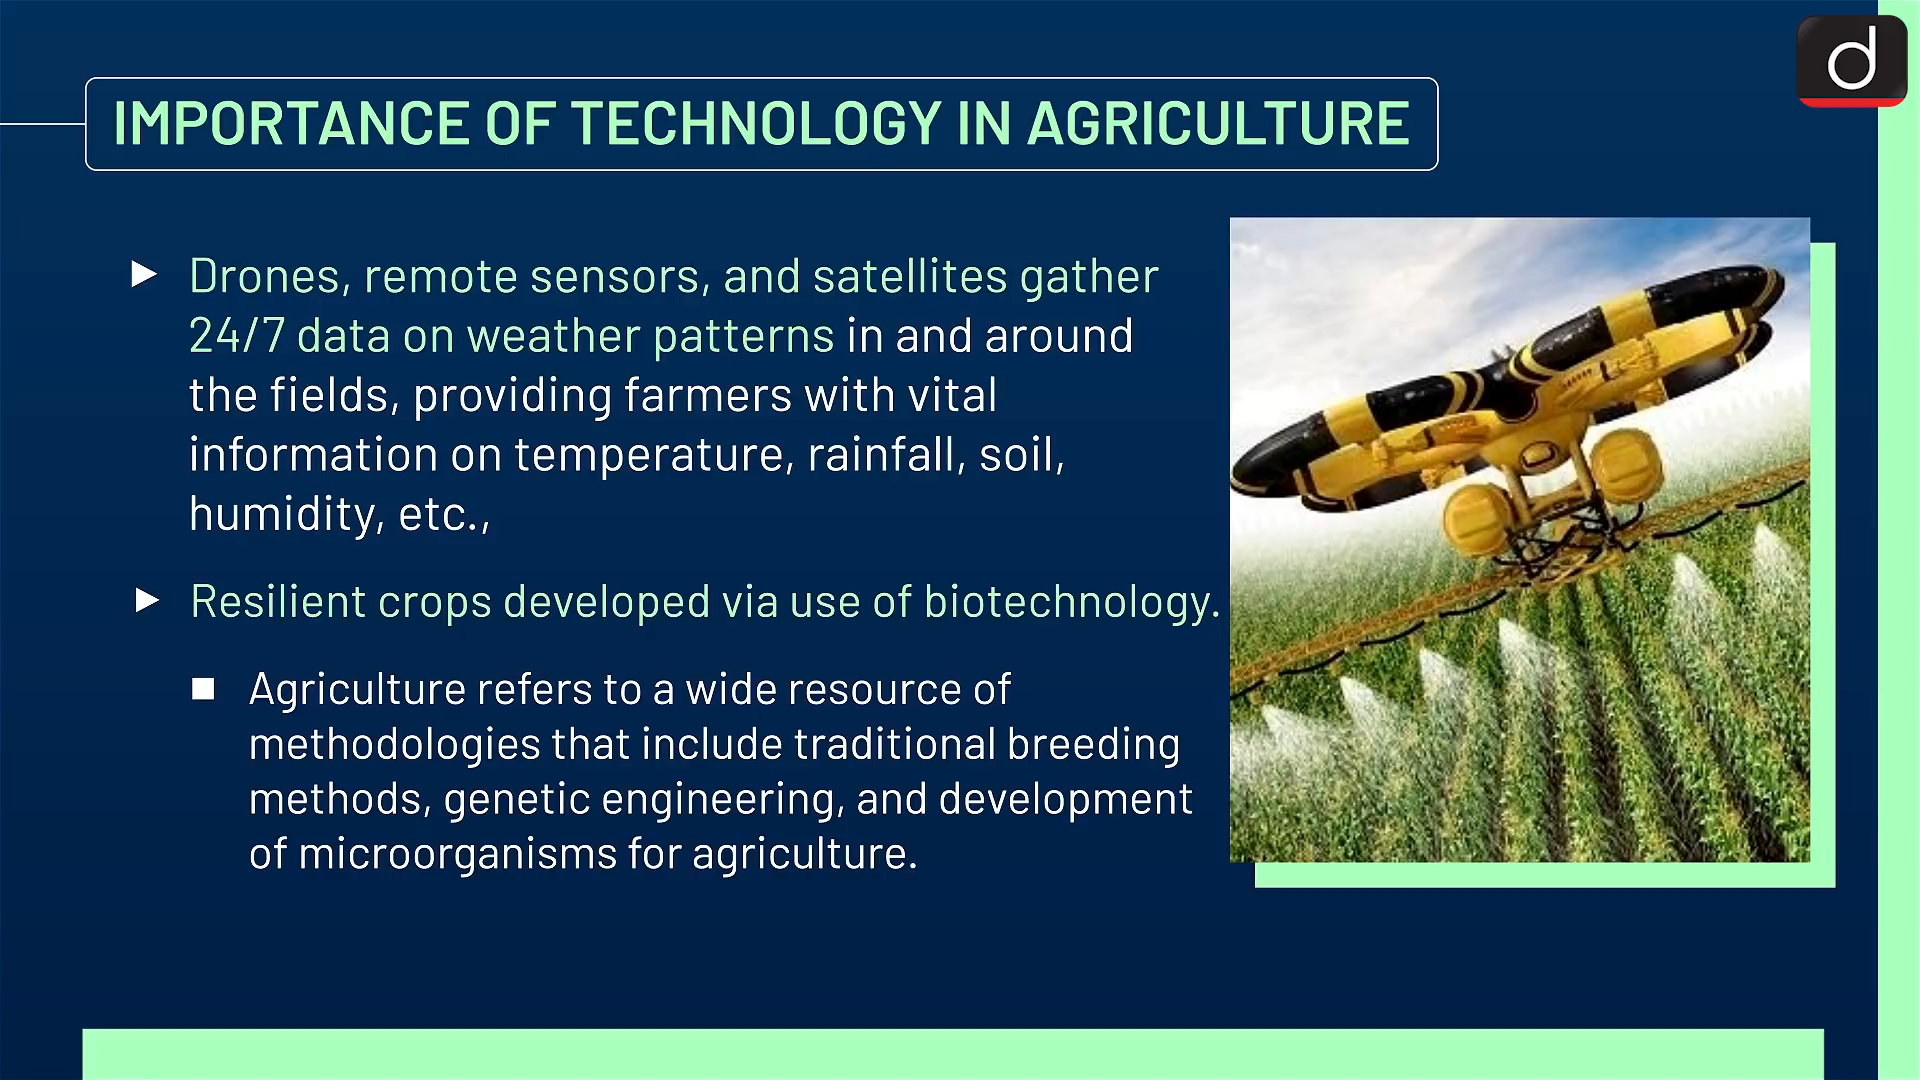 d
IMPORTANCE OF TECHNOLOGY IN AGRICULTURE
Drones, remote sensors, and satellites gather
24/7 data on weather patterns in and around
the fields, providing farmers with vital
information on temperature, rainfall, soil,
humidity, etc.,
Resilient crops developed via use of biotechnology.
Agriculture refers to a wide resource of
methodologies that include traditional breeding
methods, genetic engineering, and development
of microorganisms for agriculture.